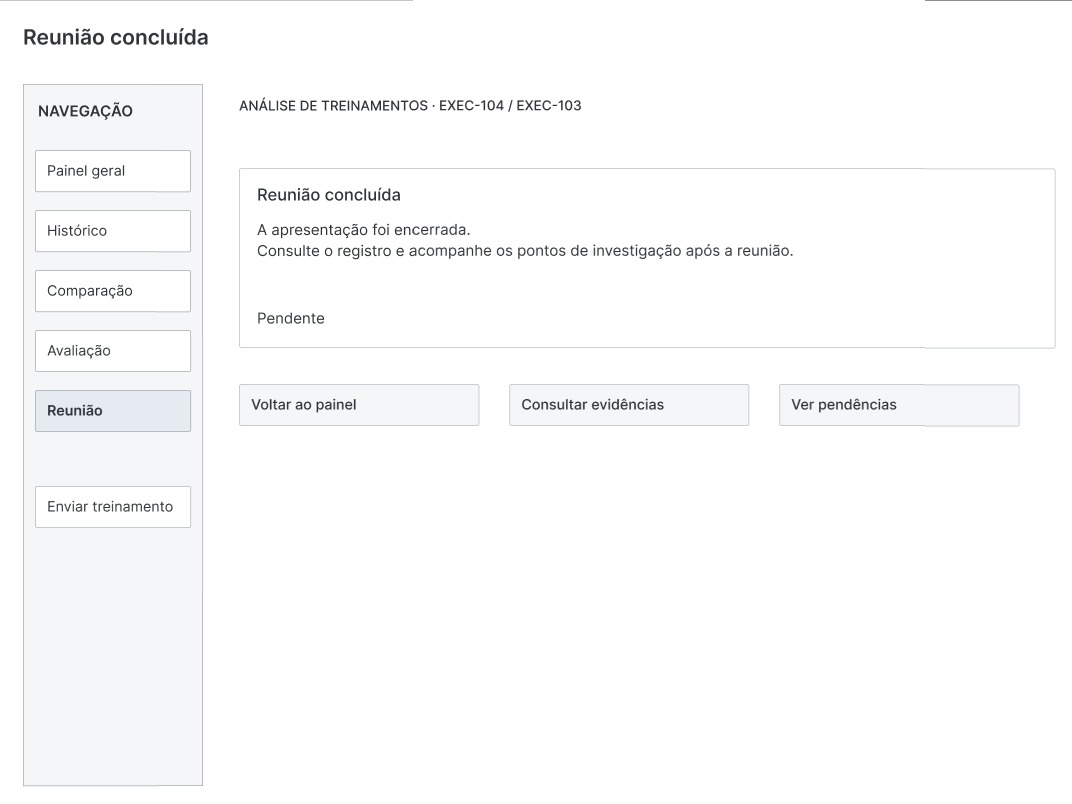 Reunião concluída
NAVEGAÇÃO
Painel geral
Histórico
Comparação
Avaliação
Reunião
Enviar treinamento
ANÁLISE DE TREINAMENTOS · EXEC-104 / EXEC-103
Reunião concluída
A apresentação foi encerrada.
Consulte o registro e acompanhe os pontos de investigação após a reunião.
Pendente
Voltar ao painel
Consultar evidências
Ver pendências